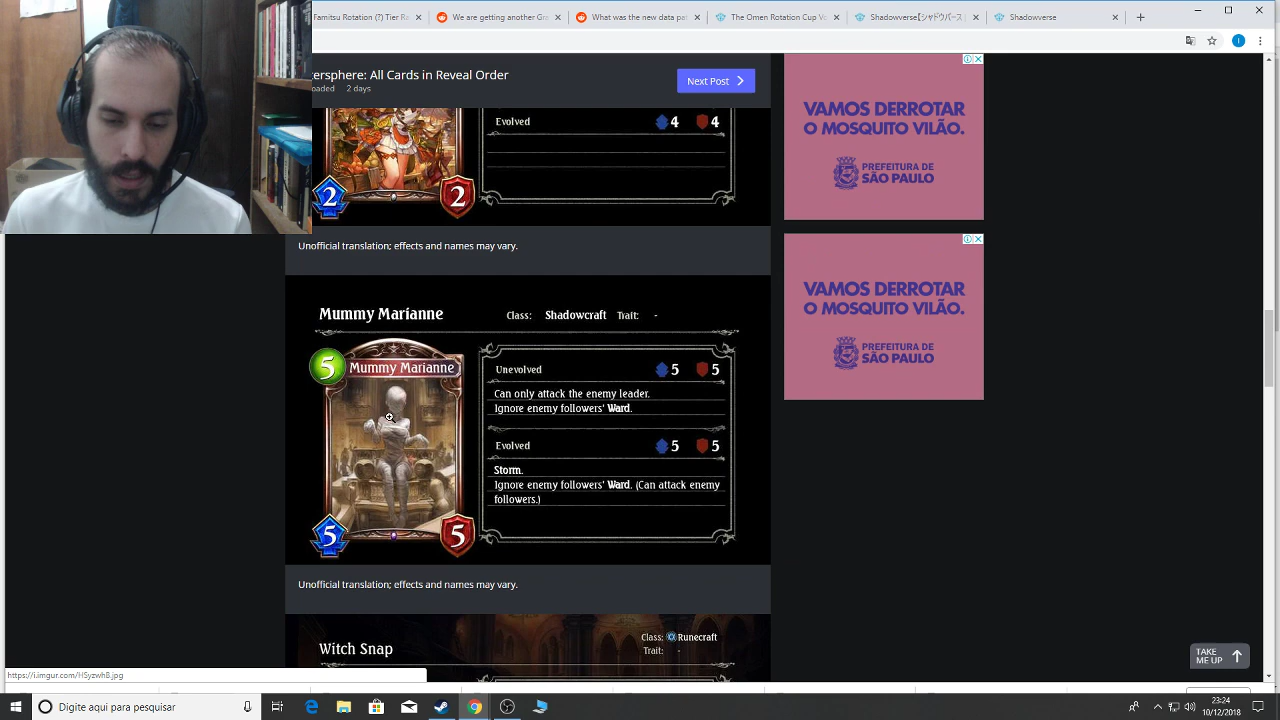 Famitsu Rotation (?) Tier Ra
We are getting another Gra
What was the new data pat
The Omen Rotation Cup Va
Shadowverse【シャドウバース
Shadowverse
ersphere: All Cards in Reveal Order
oaded 2 days
Next Post
Evolved 4 4
2 2
Unofficial translation; effects and names may vary.
Mummy Marianne Class: Shadowcraft Trait: -
5 Mummy Marianne
Unevolved 5 5
Can only attack the enemy leader.
Ignore enemy followers' Ward.
Evolved 5 5
Storm.
Ignore enemy followers' Ward. (Can attack enemy
followers.)
5 5
Unofficial translation; effects and names may vary.
Witch Snap Class: Runecraft
Trait: -
VAMOS DERROTAR
O MOSQUITO VILÃO.
PREFEITURA DE
SÃO PAULO
VAMOS DERROTAR
O MOSQUITO VILÃO.
PREFEITURA DE
SÃO PAULO
TAKE
ME UP
https://i.imgur.com/HSyzwhB.jpg
Digite aqui para pesquisar
23:24
10/12/2018